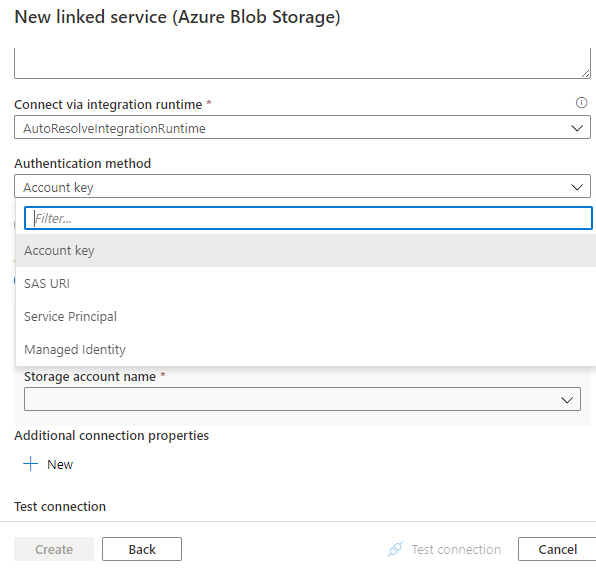 New linked service (Azure Blob Storage)
Connect via integration runtime *
AutoResolveIntegrationRuntime
Authentication method
Account key
Filter...
Account key
SAS URI
Service Principal
Managed Identity
Storage account name *
Additional connection properties
New
Test connection
Create Back Test connection Cancel